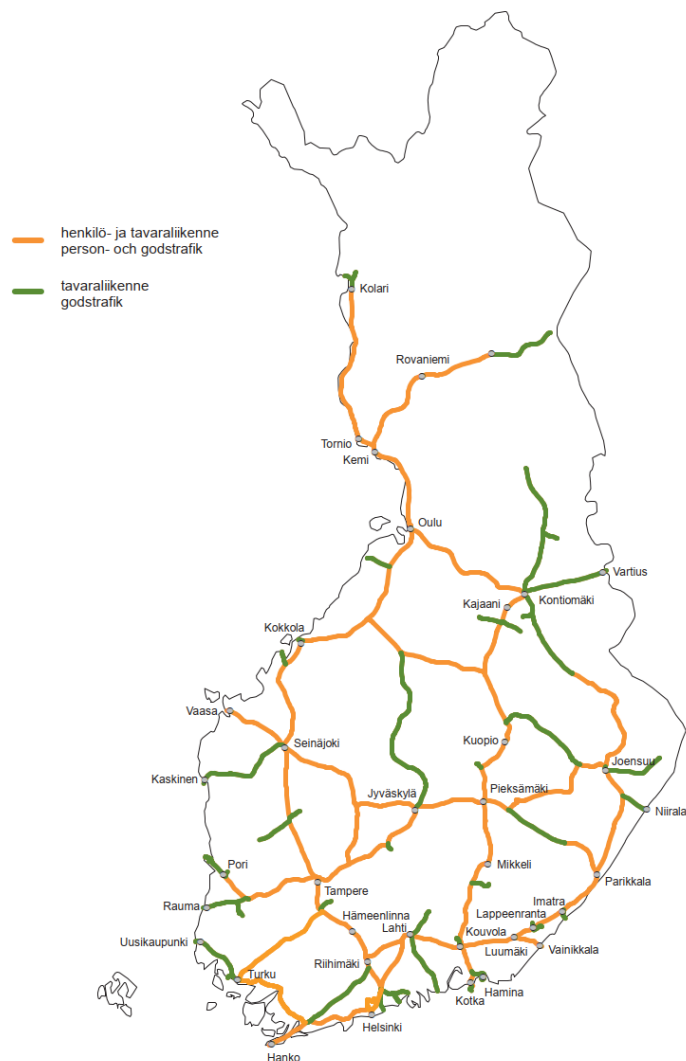 henkilö- ja tavaraliikenne
person- och godstrafik
tavaraliikenne
godstrafik
Kolari
Rovaniemi
Tornio
Kemi
Oulu
Vartius
Kontiomäki
Kajaani
Kokkola
Vaasa
Seinäjoki
Kuopio
Joensuu
Kaskinen
Jyväskylä
Pieksämäki
Niirala
Pori
Mikkeli
Parikkala
Tampere
Rauma
Imatra
Hämeenlinna
Lappeenranta
Lahti
Kouvola
Uusikaupunki
Luumäki
Vainikkala
Riihimäki
Turku
Hamina
Kotka
Helsinki
Hanko